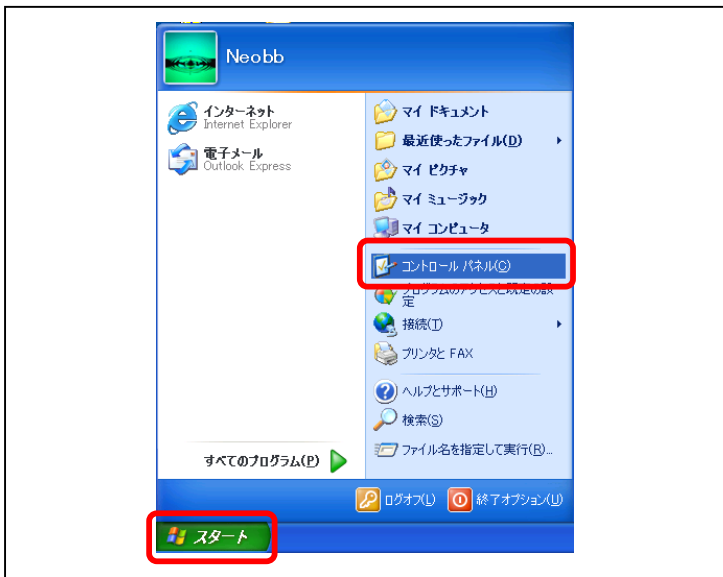 Neobb
インターネット
Internet Explorer
電子メール
Outlook Express
すべてのプログラム(P)
マイ ドキュメント
最近使ったファイル(D)
マイ ピクチャ
マイ ミュージック
マイ コンピュータ
コントロール パネル(C)
プログラムのアクセスと既定の設
定
接続(T)
プリンタと FAX
ヘルプとサポート(H)
検索(S)
ファイル名を指定して実行(R)...
ログオフ(L)
終了オプション(U)
スタート